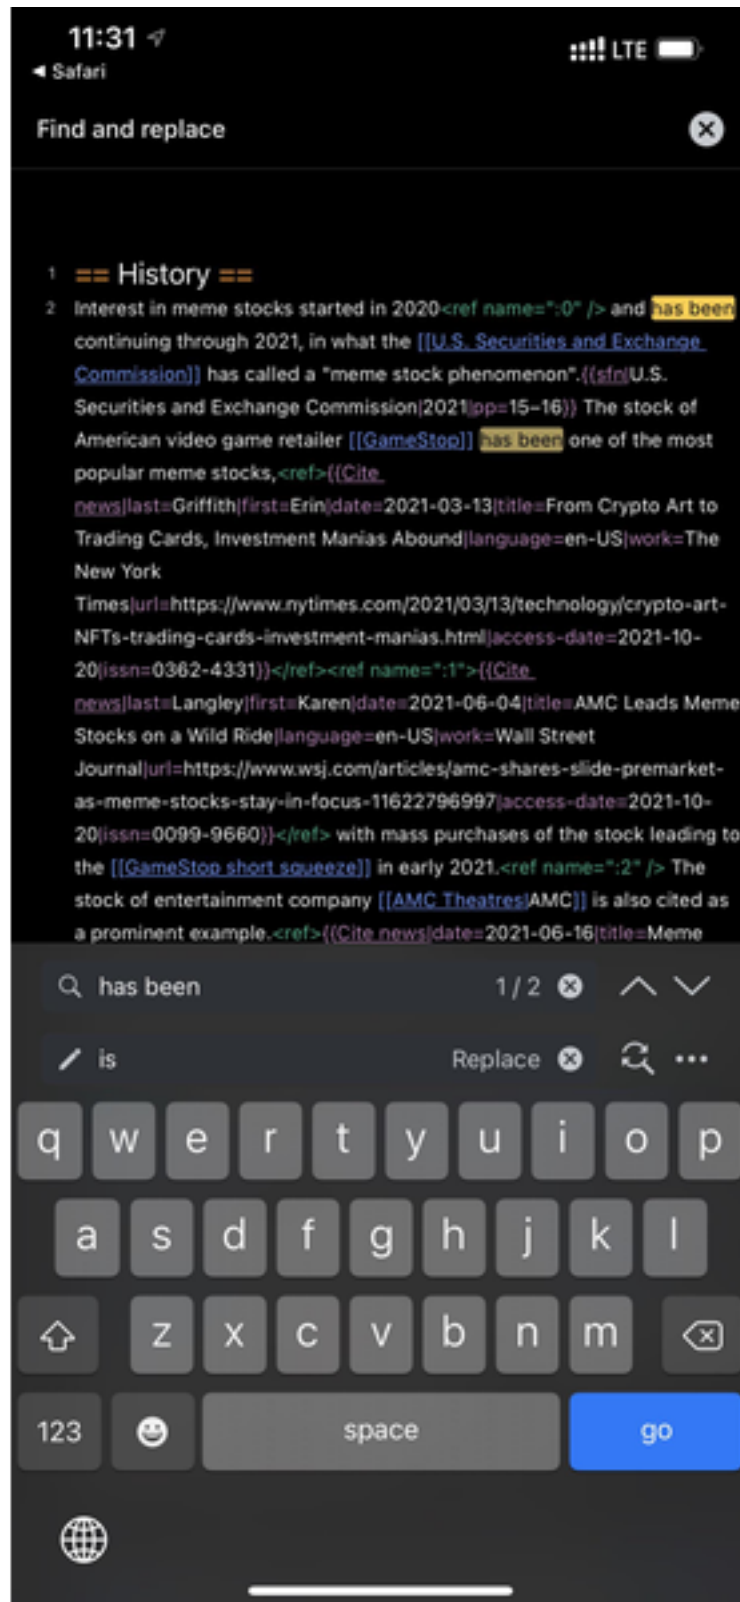 11:31
LTE
◀ Safari
Find and replace
1 == History ==
2 Interest in meme stocks started in 2020<ref name=":0" /> and has been
continuing through 2021, in what the [[U.S. Securities and Exchange
Commission]] has called a "meme stock phenomenon".{{sfn|U.S.
Securities and Exchange Commission|2021|pp=15–16}} The stock of
American video game retailer [[GameStop]] has been one of the most
popular meme stocks,<ref>{{Cite
news|last=Griffith|first=Erin|date=2021-03-13|title=From Crypto Art to
Trading Cards, Investment Manias Abound|language=en-US|work=The
New York
Times|url=https://www.nytimes.com/2021/03/13/technology/crypto-art-
NFTs-trading-cards-investment-manias.html|access-date=2021-10-
20|issn=0362-4331}}</ref><ref name=":1">{{Cite
news|last=Langley|first=Karen|date=2021-06-04|title=AMC Leads Meme
Stocks on a Wild Ride|language=en-US|work=Wall Street
Journal|url=https://www.wsj.com/articles/amc-shares-slide-premarket-
as-meme-stocks-stay-in-focus-11622796997|access-date=2021-10-
20|issn=0099-9660}}</ref> with mass purchases of the stock leading to
the [[GameStop short squeeze]] in early 2021.<ref name=":2" /> The
stock of entertainment company [[AMC Theatres|AMC]] is also cited as
a prominent example.<ref>{{Cite news|date=2021-06-16|title=Meme
has been 1 / 2
is Replace
q w e r t y u i o p
a s d f g h j k l
z x c v b n m
123 space go